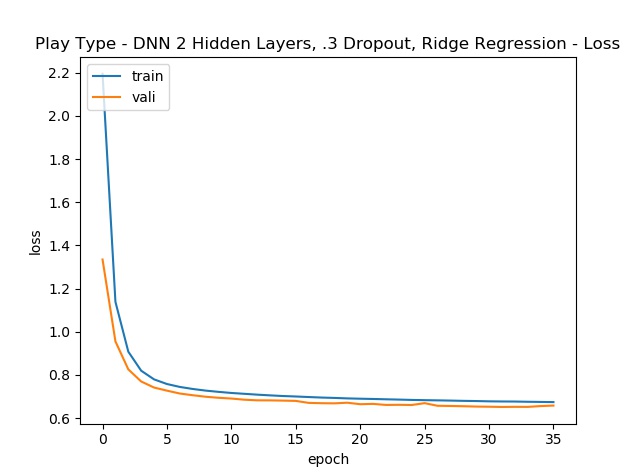 Play Type - DNN 2 Hidden Layers, .3 Dropout, Ridge Regression - Loss
train
vali
2.2
2.0
1.8
1.6
1.4
1.2
1.0
0.8
0.6
loss
0 5 10 15 20 25 30 35
epoch